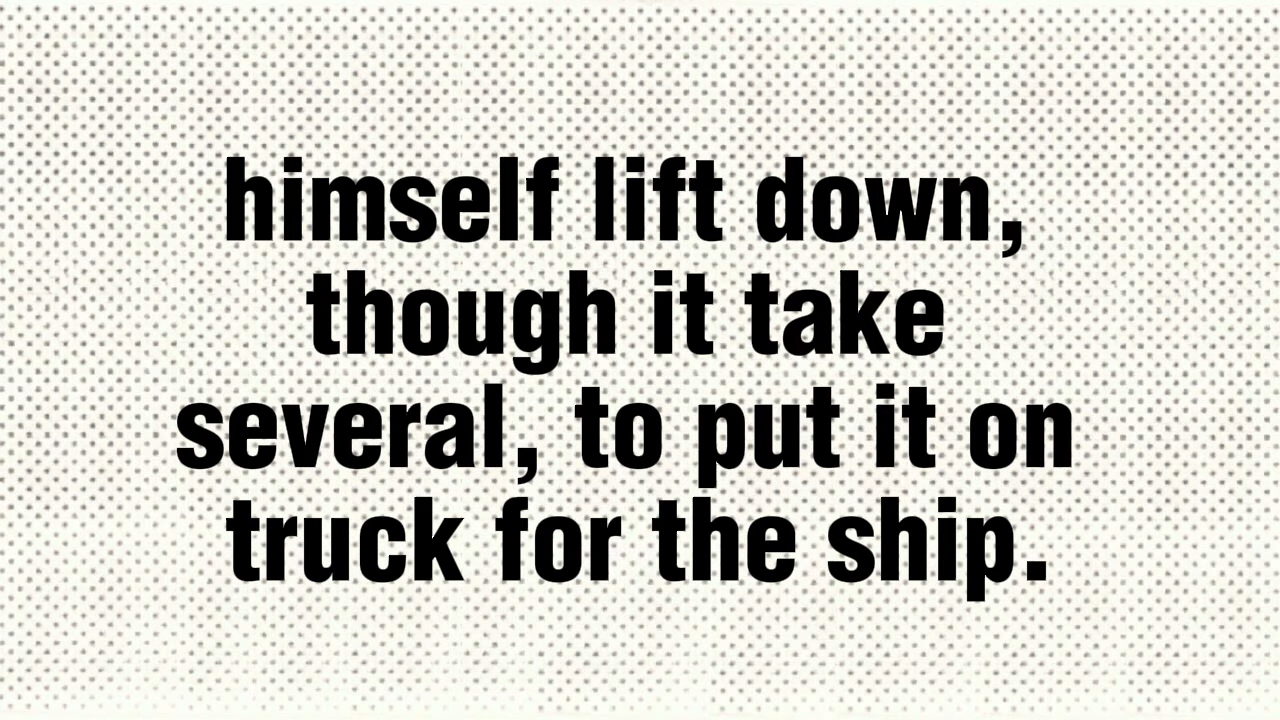 himself lift down,
though it take
several, to put it on
truck for the ship.